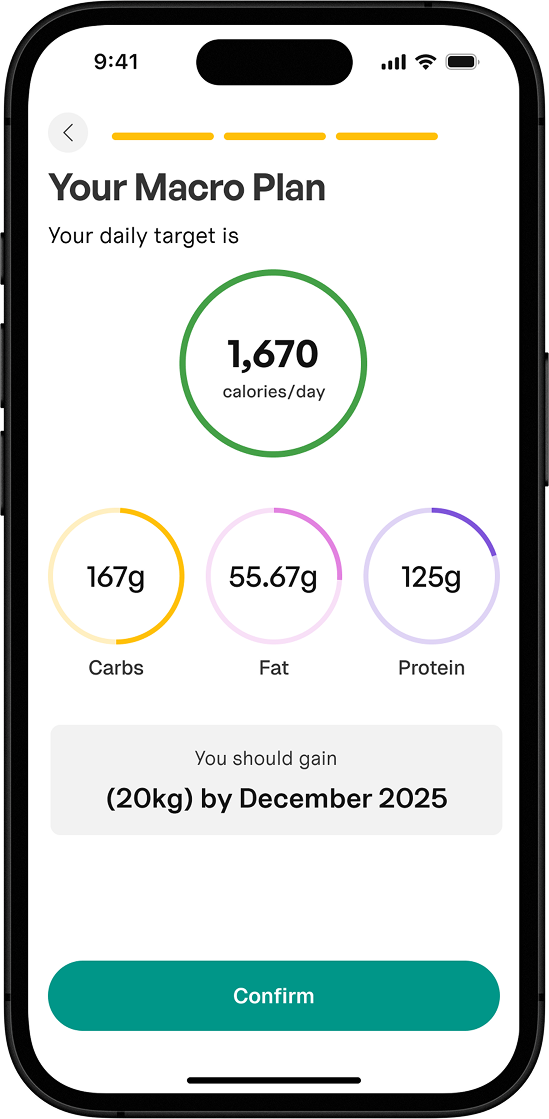 9:41
Your Macro Plan
Your daily target is
1,670
calories/day
167g
55.67g
125g
Carbs
Fat
Protein
You should gain
(20kg) by December 2025
Confirm